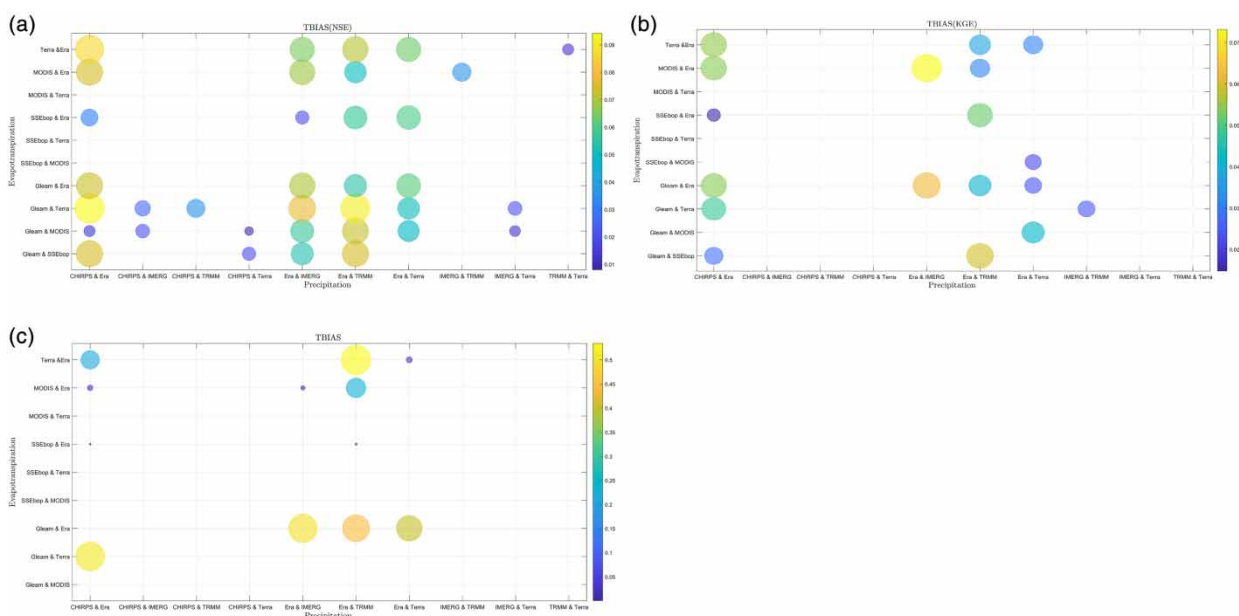 (a)
TBIAS(NSE)
Evapotranspiration
Terra &Era
MODIS & Era
MODIS & Terra
SSEbop & Era
SSEbop & Terra
SSEbop & MODIS
Gleam & Era
Gleam & Terra
Gleam & MODIS
Gleam & SSEbop
CHIRPS & Era
CHIRPS & IMERG
CHIRPS & TRMM
CHIRPS & Terra
Era & IMERG
Era & TRMM
Era & Terra
IMERG & TRMM
IMERG & Terra
TRMM & Terra
Precipitation
0.09
0.08
0.07
0.06
0.05
0.04
0.03
0.02
0.01
(b)
TBIAS(KGE)
Evapotranspiration
Terra &Era
MODIS & Era
MODIS & Terra
SSEbop & Era
SSEbop & Terra
SSEbop & MODIS
Gleam & Era
Gleam & Terra
Gleam & MODIS
Gleam & SSEbop
CHIRPS & Era
CHIRPS & IMERG
CHIRPS & TRMM
CHIRPS & Terra
Era & IMERG
Era & TRMM
Era & Terra
IMERG & TRMM
IMERG & Terra
TRMM & Terra
Precipitation
(c)
TBIAS
Evapotranspiration
Terra &Era
MODIS & Era
MODIS & Terra
SSEbop & Era
SSEbop & Terra
SSEbop & MODIS
Gleam & Era
Gleam & Terra
Gleam & MODIS
CHIRPS & Era
CHIRPS & IMERG
CHIRPS & TRMM
CHIRPS & Terra
Era & IMERG
Era & TRMM
Era & Terra
IMERG & TRMM
IMERG & Terra
TRMM & Terra
Precipitation
0.5
0.45
0.4
0.35
0.3
0.25
0.2
0.15
0.1
0.05